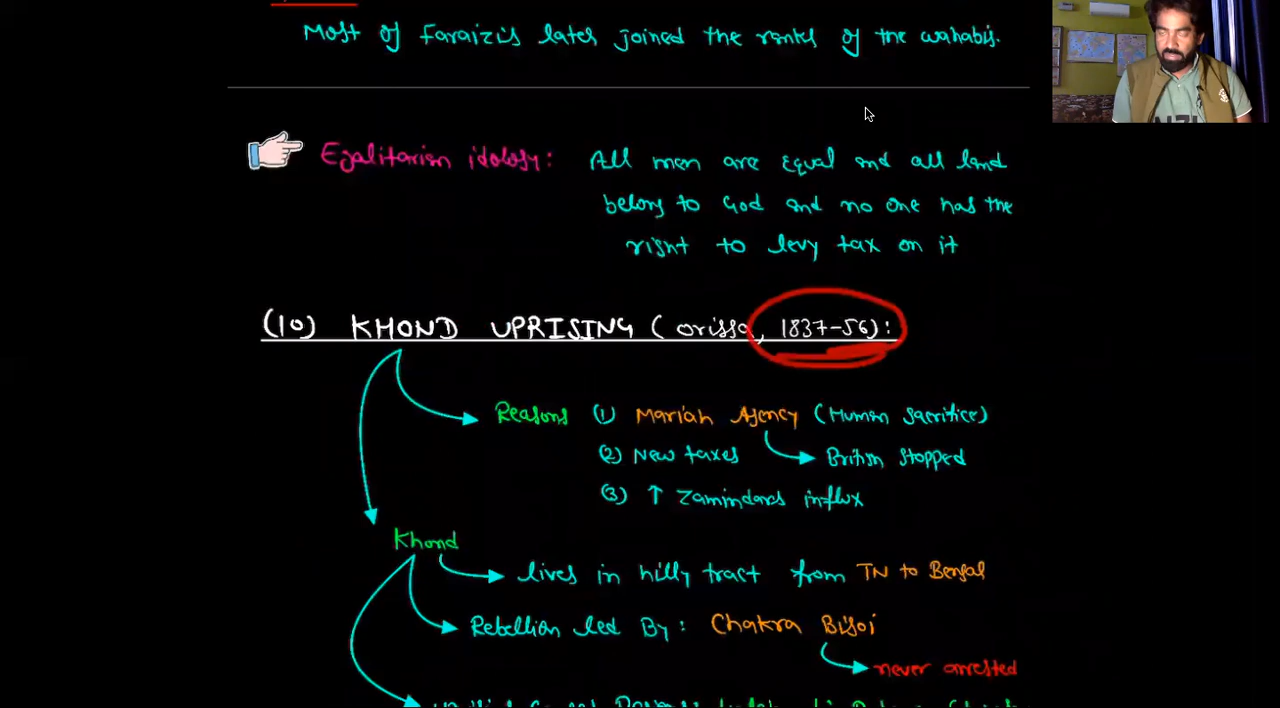 Most of Faraizis later joined the ranks of the wahabis.
Egalitarian idology: All men are Equal and all land
belong to God and no one has the
right to levy tax on it
(10) KHOND UPRISING (orissa, 1837-56):
Reasons (1) Mariah Agency (Human Sacrifice)
(2) New taxes British stopped
(3) ↑ Zamindars influx
Khond
lives in hilly tract from TN to Bengal
Rebellion led By: Chakra Bisoi
never arrested